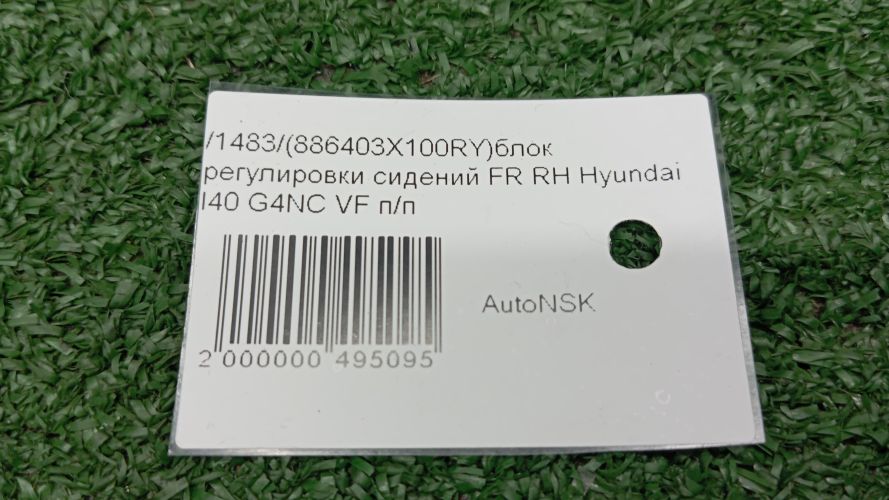 /1483/(886403X100RY)блок
регулировки сидений FR RH Hyundai
I40 G4NC VF п/п
AutoNSK
2 000000 495095